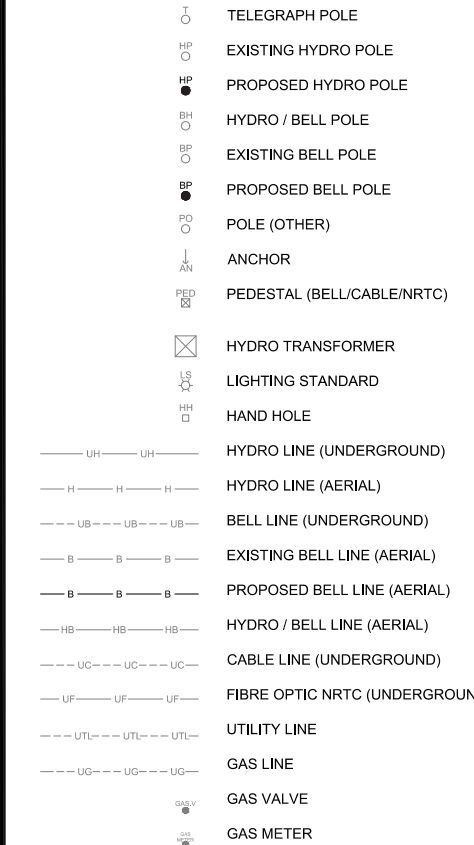 T TELEGRAPH POLE
HP EXISTING HYDRO POLE
HP PROPOSED HYDRO POLE
BH HYDRO / BELL POLE
BP EXISTING BELL POLE
BP PROPOSED BELL POLE
PO POLE (OTHER)
AN ANCHOR
PED PEDESTAL (BELL/CABLE/NRTC)
HYDRO TRANSFORMER
LS LIGHTING STANDARD
HH HAND HOLE
UH UH HYDRO LINE (UNDERGROUND)
H H H HYDRO LINE (AERIAL)
UB UB UB BELL LINE (UNDERGROUND)
B B B EXISTING BELL LINE (AERIAL)
B B B PROPOSED BELL LINE (AERIAL)
HB HB HB HYDRO / BELL LINE (AERIAL)
UC UC UC CABLE LINE (UNDERGROUND)
UF UF UF FIBRE OPTIC NRTC (UNDERGROUN
UTL UTL UTL UTILITY LINE
UG UG UG GAS LINE
GAS.V GAS VALVE
GAS METER GAS METER